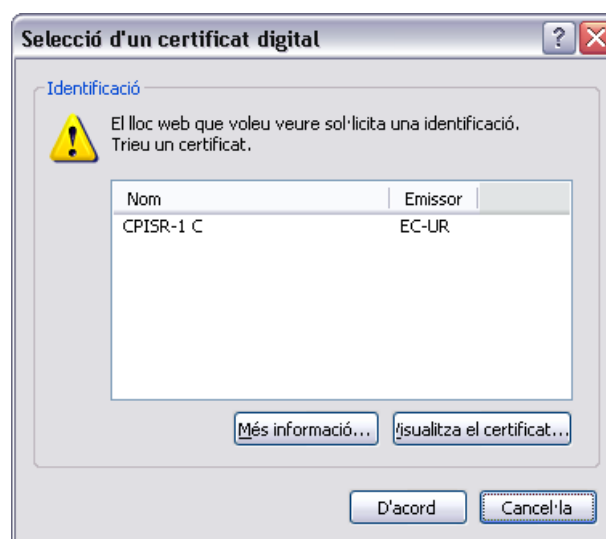 Selecció d'un certificat digital
Identificació
El lloc web que voleu veure sol·licita una identificació.
Trieu un certificat.
Nom Emissor
CPISR-1 C EC-UR
Més informació... Visualitza el certificat...
D'acord Cancel·la